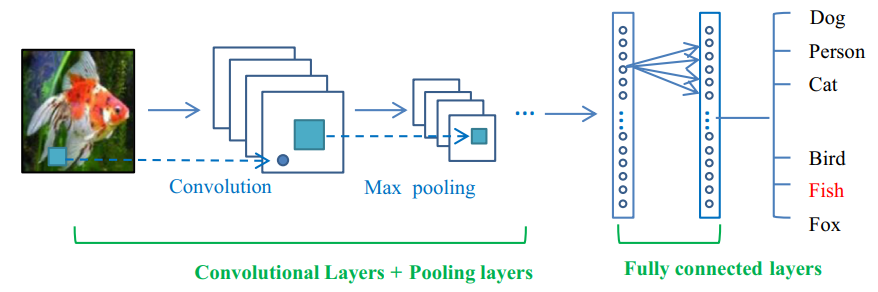 Dog
Person
Cat
Bird
Fish
Fox
Convolution
Max pooling
Convolutional Layers + Pooling layers
Fully connected layers